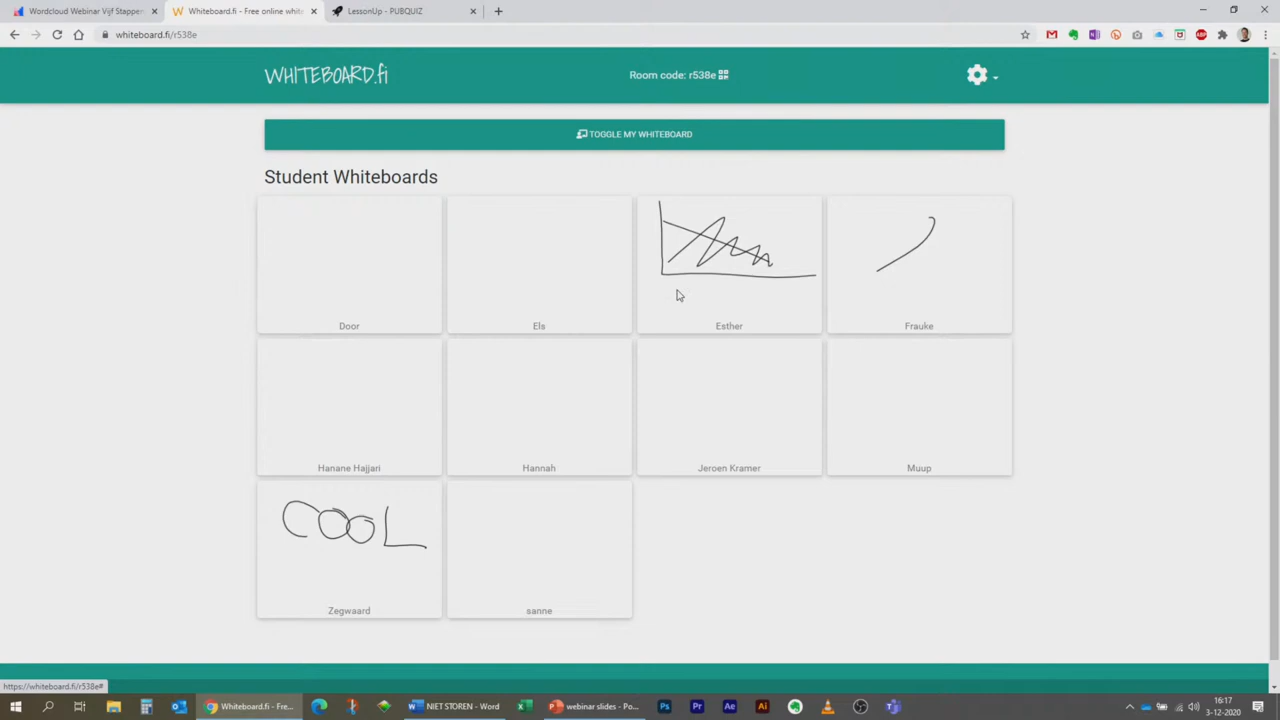 Wordcloud Webinar Vijf Stappen
Whiteboard.fi - Free online white
LessonUp - PUBQUIZ
whiteboard.fi/r538e
WHITEBOARD.fi
Room code: r538e
TOGGLE MY WHITEBOARD
Student Whiteboards
Door
Els
Esther
Frauke
Hanane Hajjari
Hannah
Jeroen Kramer
Muup
COOL
Zegwaard
sanne
https://whiteboard.fi/r538e#
Whiteboard.fi - Fre...
NIET STOREN - Word
webinar slides - Po...
16:17
3-12-2020